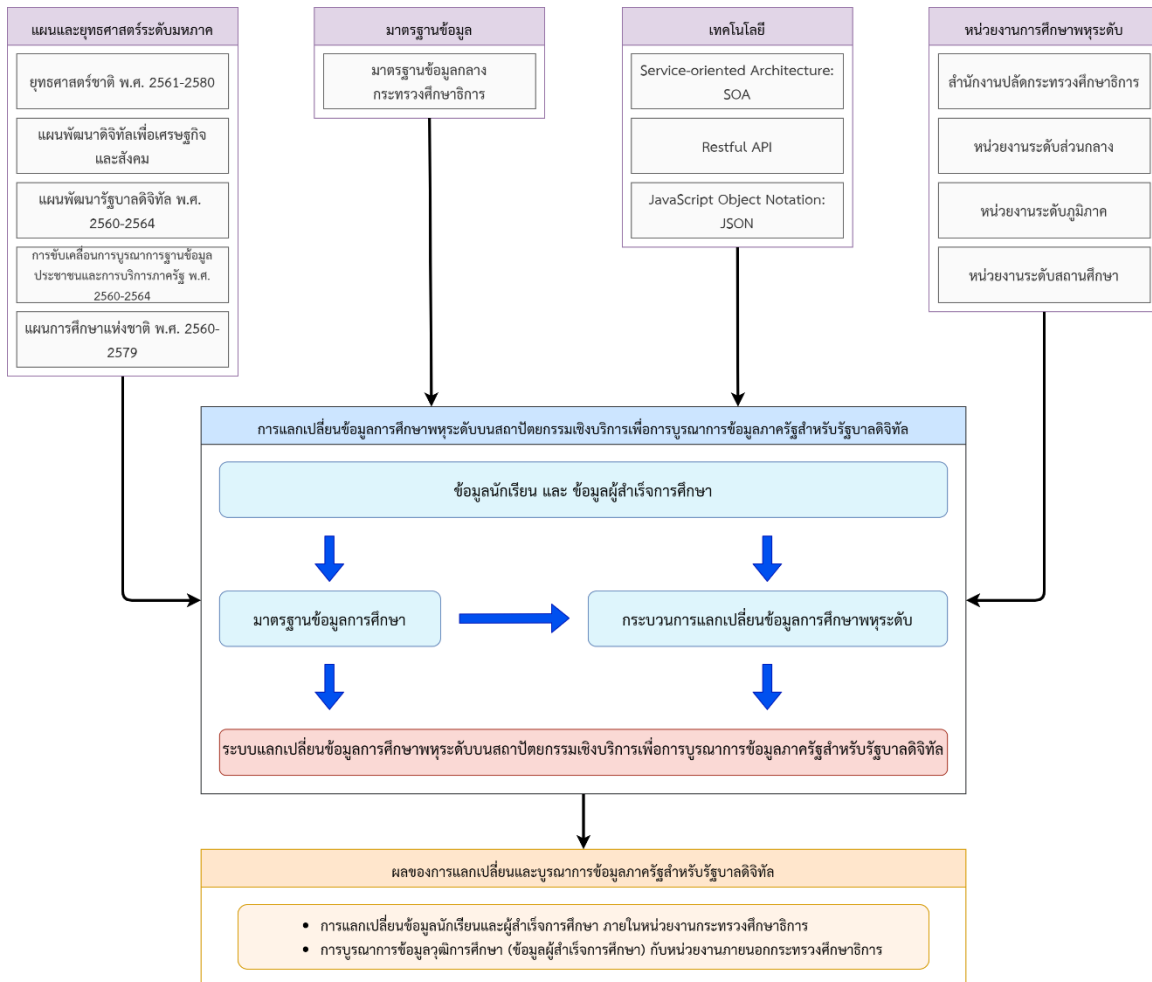 แผนและยุทธศาสตร์ระดับมหภาค
ยุทธศาสตร์ชาติ พ.ศ. 2561-2580
แผนพัฒนาดิจิทัลเพื่อเศรษฐกิจ
และสังคม
แผนพัฒนารัฐบาลดิจิทัล พ.ศ.
2560-2564
การขับเคลื่อนการบูรณาการฐานข้อมูล
ประชาชนและการบริการภาครัฐ พ.ศ.
2560-2564
แผนการศึกษาแห่งชาติ พ.ศ. 2560-
2579
มาตรฐานข้อมูล
มาตรฐานข้อมูลกลาง
กระทรวงศึกษาธิการ
เทคโนโลยี
Service-oriented Architecture:
SOA
Restful API
JavaScript Object Notation:
JSON
หน่วยงานการศึกษาพหุระดับ
สำนักงานปลัดกระทรวงศึกษาธิการ
หน่วยงานระดับส่วนกลาง
หน่วยงานระดับภูมิภาค
หน่วยงานระดับสถานศึกษา
การแลกเปลี่ยนข้อมูลการศึกษาพหุระดับบนสถาปัตยกรรมเชิงบริการเพื่อการบูรณาการข้อมูลภาครัฐสำหรับรัฐบาลดิจิทัล
ข้อมูลนักเรียน และ ข้อมูลผู้สำเร็จการศึกษา
มาตรฐานข้อมูลการศึกษา
กระบวนการแลกเปลี่ยนข้อมูลการศึกษาพหุระดับ
ระบบแลกเปลี่ยนข้อมูลการศึกษาพหุระดับบนสถาปัตยกรรมเชิงบริการเพื่อการบูรณาการข้อมูลภาครัฐสำหรับรัฐบาลดิจิทัล
ผลของการแลกเปลี่ยนและบูรณาการข้อมูลภาครัฐสำหรับรัฐบาลดิจิทัล
• การแลกเปลี่ยนข้อมูลนักเรียนและผู้สำเร็จการศึกษา ภายในหน่วยงานกระทรวงศึกษาธิการ
• การบูรณาการข้อมูลวุฒิการศึกษา (ข้อมูลผู้สำเร็จการศึกษา) กับหน่วยงานภายนอกกระทรวงศึกษาธิการ